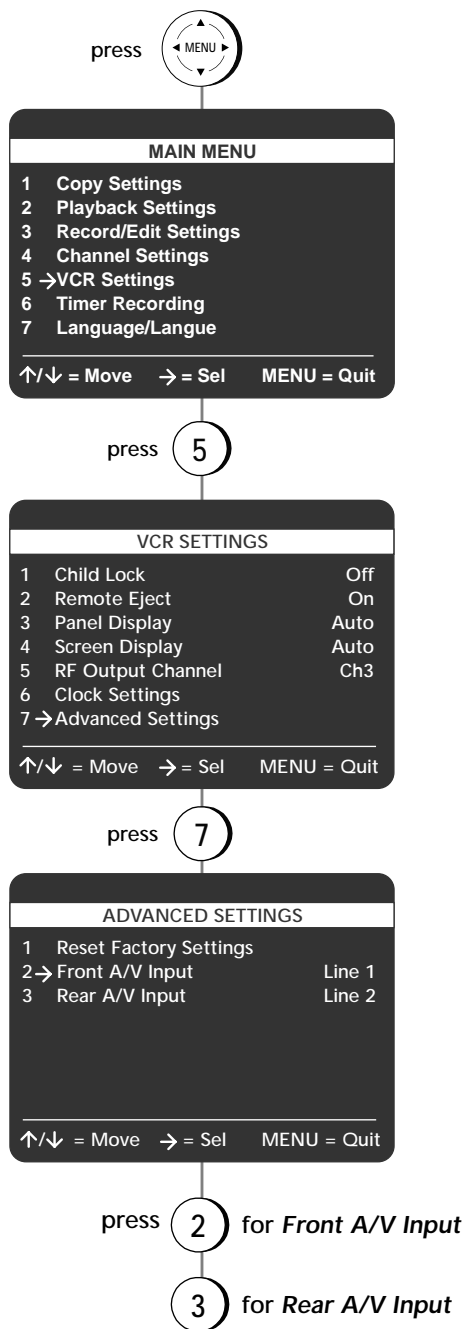 press MENU
MAIN MENU
1 Copy Settings
2 Playback Settings
3 Record/Edit Settings
4 Channel Settings
5 →VCR Settings
6 Timer Recording
7 Language/Langue
↑/↓ = Move → = Sel MENU = Quit
press 5
VCR SETTINGS
1 Child Lock Off
2 Remote Eject On
3 Panel Display Auto
4 Screen Display Auto
5 RF Output Channel Ch3
6 Clock Settings
7 →Advanced Settings
↑/↓ = Move → = Sel MENU = Quit
press 7
ADVANCED SETTINGS
1 Reset Factory Settings
2→ Front A/V Input Line 1
3 Rear A/V Input Line 2
↑/↓ = Move → = Sel MENU = Quit
press 2 for Front A/V Input
3 for Rear A/V Input